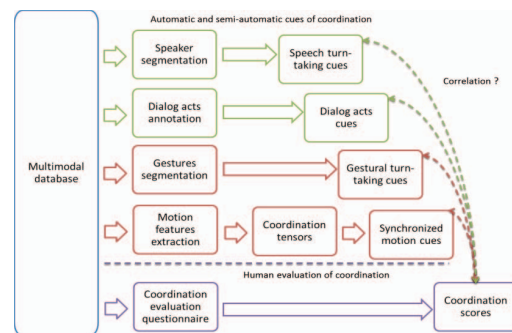 Automatic and semi-automatic cues of coordination
Speaker
segmentation
Speech turn-
taking cues
Correlation ?
Dialog acts
annotation
Dialog acts
cues
Multimodal
database
Gestures
segmentation
Gestural turn-
taking cues
Motion
features
extraction
Coordination
tensors
Synchronized
motion cues
Human evaluation of coordination
Coordination
evaluation
questionnaire
Coordination
scores